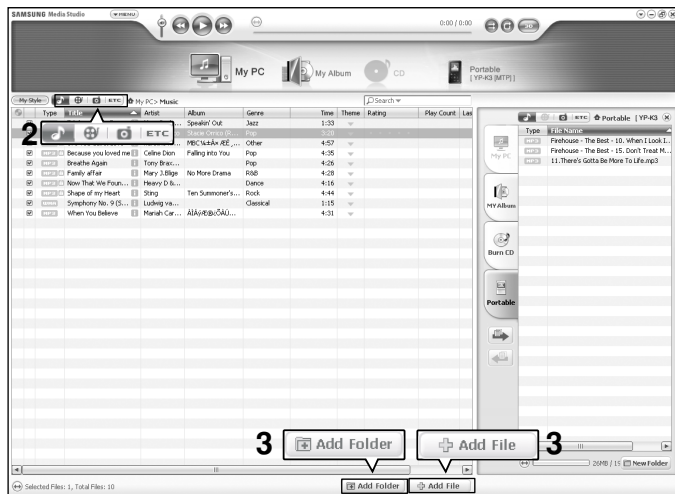 SAMSUNG Media Studio
MENU
0:00 / 0:00
My PC
My Album
CD
Portable
[ YP-K3 [MTP] ]
My Style
ETC
My PC> Music
Search
Type Title Artist Album Genre Time Theme Rating Play Count Las
2
ETC
Speakin' Out Jazz 1:33
Stacie Orrico (R... Pop 3:28
Other 4:57
Because you loved me Celine Dion Falling into You Pop 4:35
Breathe Again Tony Brax... Pop 4:26
Family affair Mary J.Blige No More Drama R&B 4:28
Now That We Foun... Heavy D &... Dance 4:16
Shape of my Heart Sting Ten Summoner's... Rock 4:44
Symphony No. 9 (S... Ludwig va... Classical 1:15
When You Believe Mariah Car... 4:31
ETC Portable [YP-K3
Type File Name
Firehouse - The Best - 10. When I Look I...
Firehouse - The Best - 15. Don't Treat M...
11.There's Gotta Be More To Life.mp3
My PC
MY Album
Burn CD
Portable
3 Add Folder
Add File 3
26MB / 15 New Folder
Selected Files: 1, Total Files: 10
Add Folder
Add File